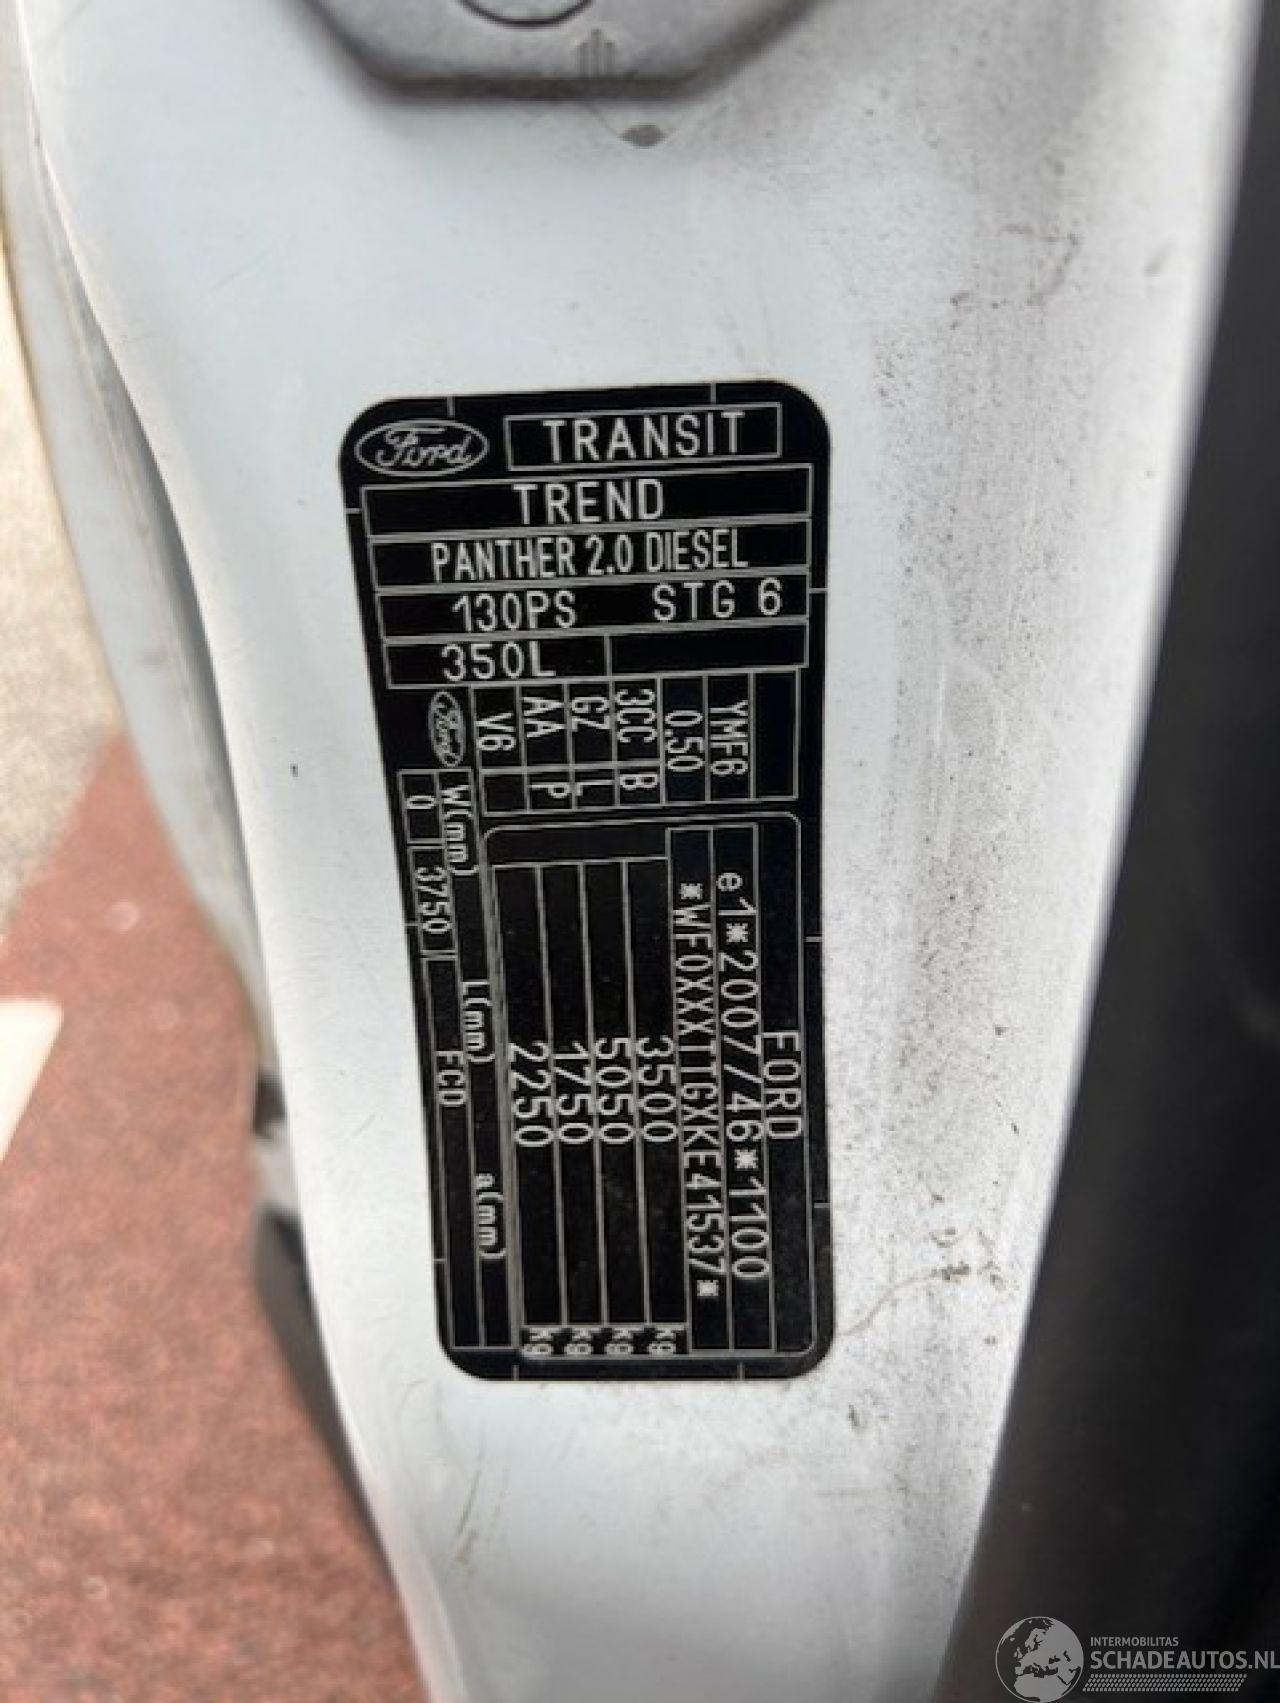 Ford
TRANSIT
TREND
PANTHER 2.0 DIESEL
130PS STG 6
350L
YMF6
0.50
3CC B
GZ L
AA P
V6
Ford
FORD
e1*2007/46*1100
*WF0XXXTTGXKE41537*
3500 kg
5050 kg
1750 kg
2250 kg
W(mm) L(mm) a(mm)
0 3750 FCD
INTERMOBILITAS
SCHADEAUTOS.NL